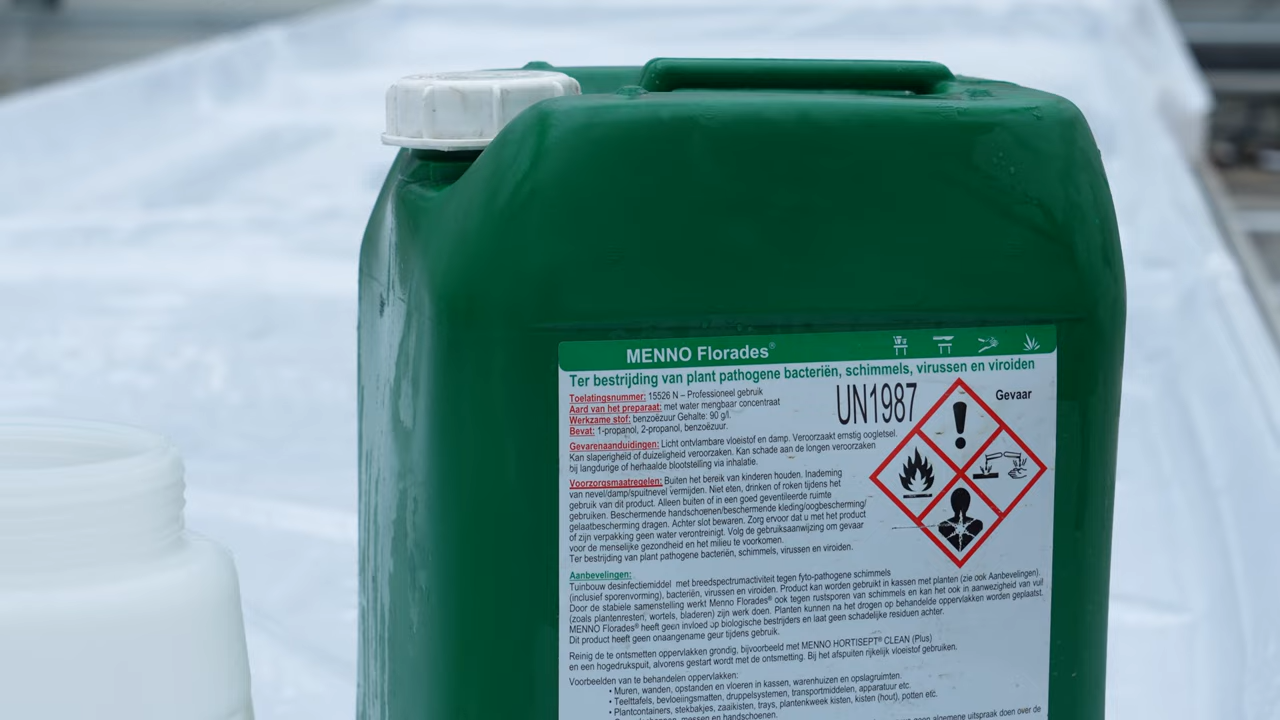 MENNO Florades®
Ter bestrijding van plant pathogene bacteriën, schimmels, virussen en viroiden
Toelatingsnummer: 15526 N – Professioneel gebruik
Aard van het preparaat: met water mengbaar concentraat
Werkzame stof: benzoëzuur Gehalte: 90 g/l.
Bevat: 1-propanol, 2-propanol, benzoëzuur.
UN1987
Gevaar
Gevarenaanduidingen: Licht ontvlambare vloeistof en damp. Veroorzaakt ernstig oogletsel.
Kan slaperigheid of duizeligheid veroorzaken. Kan schade aan de longen veroorzaken
bij langdurige of herhaalde blootstelling via inhalatie.
Voorzorgsmaatregelen: Buiten het bereik van kinderen houden. Inademing
van nevel/damp/spuitnevel vermijden. Niet eten, drinken of roken tijdens het
gebruik van dit product. Alleen buiten of in een goed geventileerde ruimte
gebruiken. Beschermende handschoenen/beschermende kleding/oogbescherming/
gelaatbescherming dragen. Achter slot bewaren. Zorg ervoor dat u met het product
of zijn verpakking geen water verontreinigt. Volg de gebruiksaanwijzing om gevaar
voor de menselijke gezondheid en het milieu te voorkomen.
Ter bestrijding van plant pathogene bacteriën, schimmels, virussen en viroiden.
Aanbevelingen:
Tuinbouw desinfectiemiddel met breedspectrumactiviteit tegen fyto-pathogene schimmels
(inclusief sporenvorming), bacteriën, virussen en viroiden. Product kan worden gebruikt in kassen met planten (zie ook Aanbevelingen).
Door de stabiele samenstelling werkt Menno Florades® ook tegen rustsporen van schimmels en kan het ook in aanwezigheid van vuil
(zoals plantenresten, wortels, bladeren) zijn werk doen. Planten kunnen na het drogen op behandelde oppervlakken worden geplaatst.
MENNO Florades® heeft geen invloed op biologische bestrijders en laat geen schadelijke residuen achter.
Dit product heeft geen onaangename geur tijdens gebruik.
Reinig de te ontsmetten oppervlakken grondig, bijvoorbeeld met MENNO HORTISEPT® CLEAN (Plus)
en een hogedrukspuit, alvorens gestart wordt met de ontsmetting. Bij het afspuiten rijkelijk vloeistof gebruiken.
Voorbeelden van te behandelen oppervlakken:
• Muren, wanden, opstanden en vloeren in kassen, warenhuizen en opslagruimten.
• Teelttafels, bevloeiingsmatten, druppelsystemen, transportmiddelen, apparatuur etc.
• Plantcontainers, stekbakjes, zaaikisten, trays, plantenkweek kisten, kisten (hout), potten etc.
messen en handschoenen.
geen algemene uitspraak doen over de